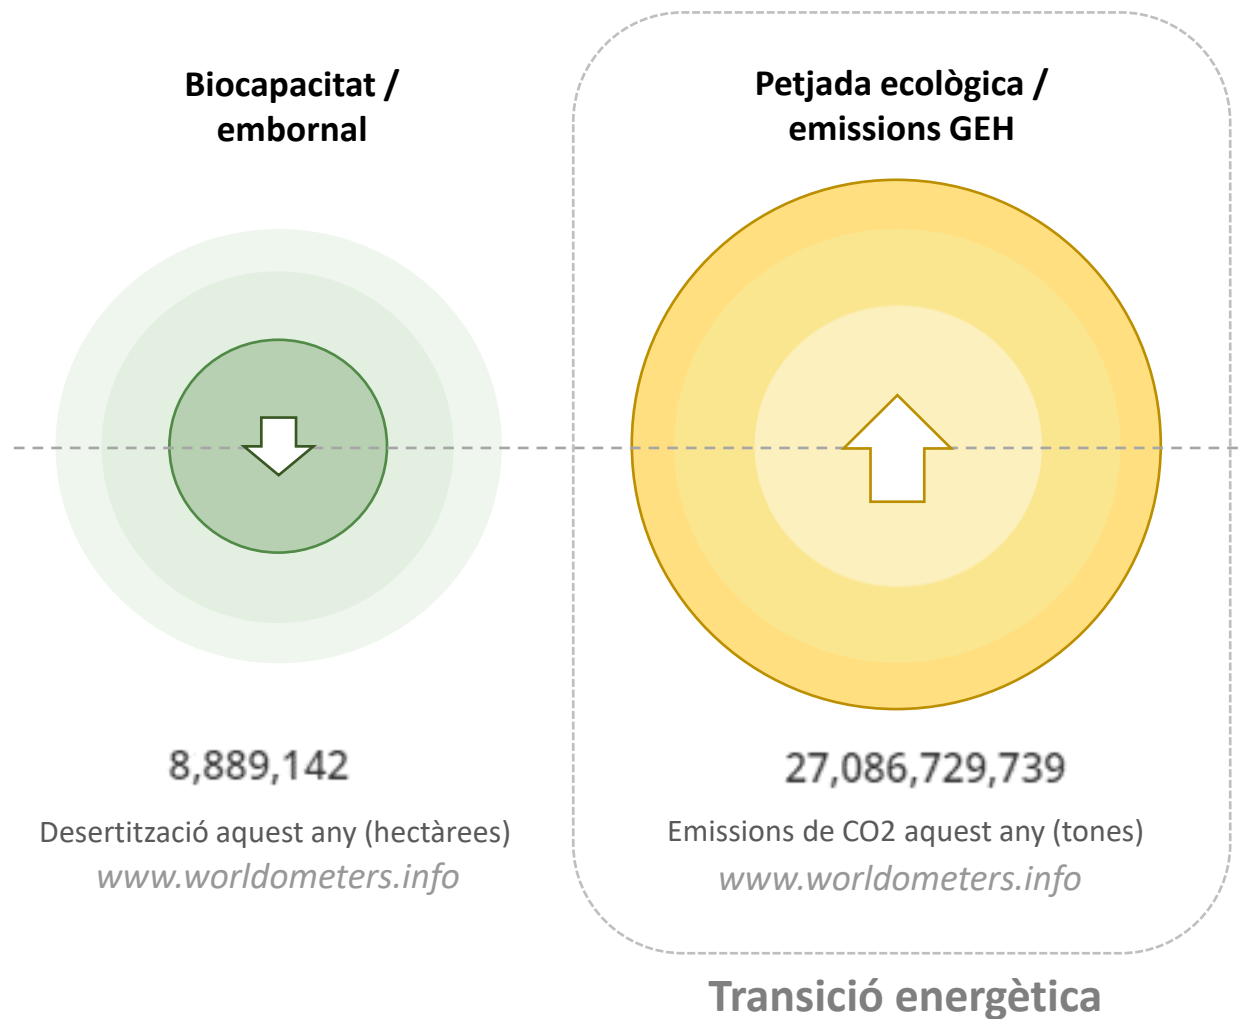 Biocapacitat /
embornal
Petjada ecològica /
emissions GEH
8,889,142
Desertització aquest any (hectàrees)
www.worldometers.info
27,086,729,739
Emissions de CO2 aquest any (tones)
www.worldometers.info
Transició energètica